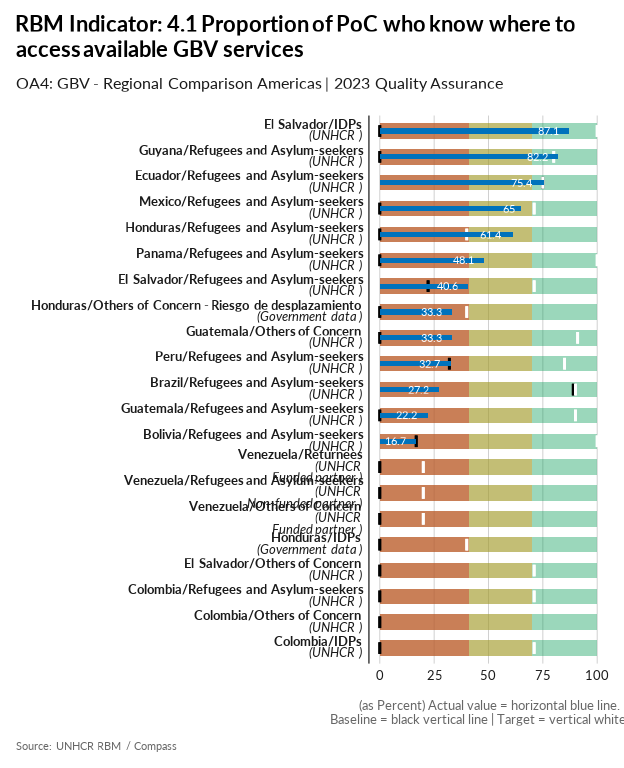 RBM Indicator: 4.1 Proportion of PoC who know where to
access available GBV services
OA4: GBV - Regional Comparison Americas | 2023 Quality Assurance
El Salvador/IDPs
(UNHCR )
87.1
Guyana/Refugees and Asylum-seekers
(UNHCR )
82.2
Ecuador/Refugees and Asylum-seekers
(UNHCR )
75.4
Mexico/Refugees and Asylum-seekers
(UNHCR )
65
Honduras/Refugees and Asylum-seekers
(UNHCR )
61.4
Panama/Refugees and Asylum-seekers
(UNHCR )
48.1
El Salvador/Refugees and Asylum-seekers
(UNHCR )
40.6
Honduras/Others of Concern - Riesgo de desplazamiento
(Government data )
33.3
Guatemala/Others of Concern
(UNHCR )
33.3
Peru/Refugees and Asylum-seekers
(UNHCR )
32.7
Brazil/Refugees and Asylum-seekers
(UNHCR )
27.2
Guatemala/Refugees and Asylum-seekers
(UNHCR )
22.2
Bolivia/Refugees and Asylum-seekers
(UNHCR )
16.7
Venezuela/Returnees
(UNHCR
Funded partner )
Venezuela/Refugees and Asylum-seekers
(UNHCR
Non-funded partner )
Venezuela/Others of Concern
(UNHCR
Funded partner )
Honduras/IDPs
(Government data )
El Salvador/Others of Concern
(UNHCR )
Colombia/Refugees and Asylum-seekers
(UNHCR )
Colombia/Others of Concern
(UNHCR )
Colombia/IDPs
(UNHCR )
0 25 50 75 100
(as Percent) Actual value = horizontal blue line.
Baseline = black vertical line | Target = vertical white
Source: UNHCR RBM / Compass